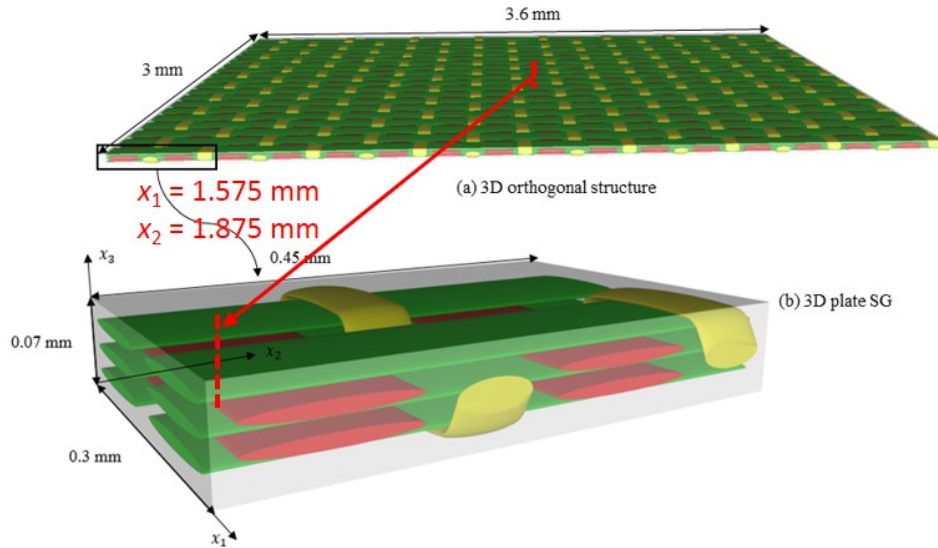 3.6 mm
3 mm
(a) 3D orthogonal structure
x₁ = 1.575 mm
x₂ = 1.875 mm
x₃
0.45 mm
(b) 3D plate SG
0.07 mm
x₂
0.3 mm
x₁